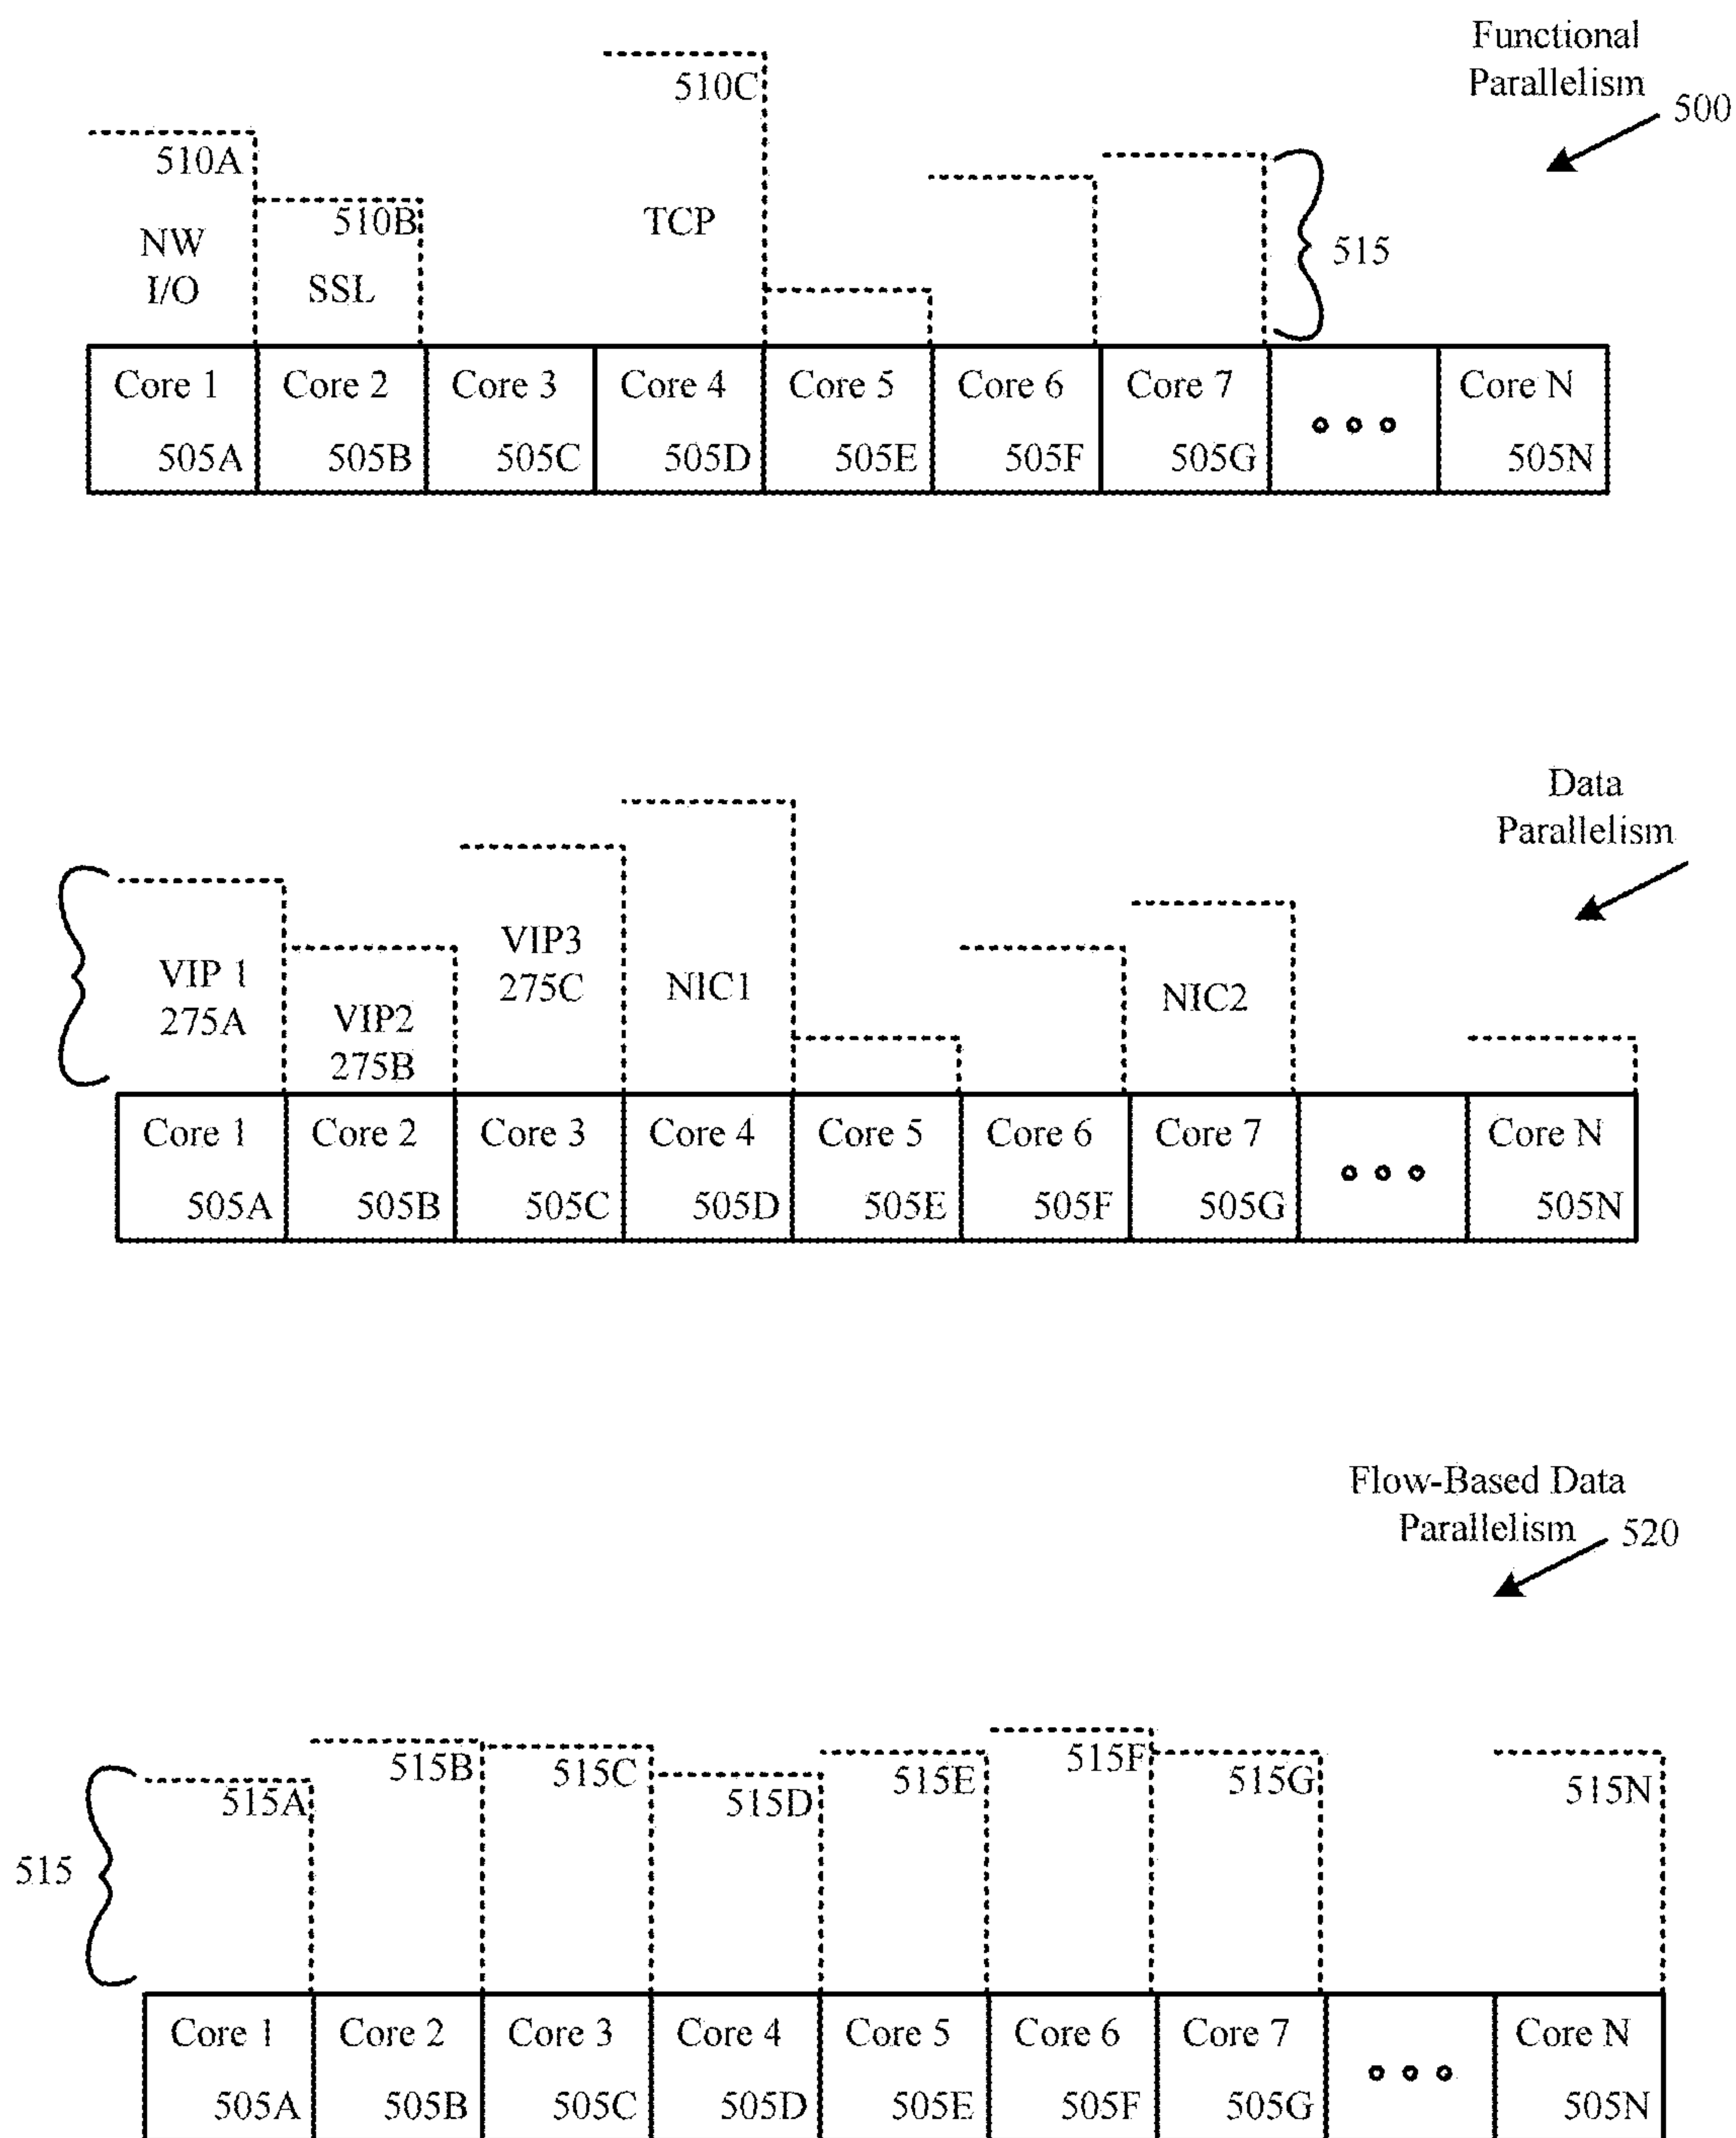 Functional
Parallelism
500
510C
510A
510B
NW
I/O
SSL
TCP
515
Core 1
Core 2
Core 3
Core 4
Core 5
Core 6
Core 7
Core N
505A
505B
505C
505D
505E
505F
505G
505N
Data
Parallelism
VIP 1
275A
VIP2
275B
VIP3
275C
NIC1
NIC2
Core 1
Core 2
Core 3
Core 4
Core 5
Core 6
Core 7
Core N
505A
505B
505C
505D
505E
505F
505G
505N
Flow-Based Data
Parallelism
520
515A
515B
515C
515D
515E
515F
515G
515N
515
Core 1
Core 2
Core 3
Core 4
Core 5
Core 6
Core 7
Core N
505A
505B
505C
505D
505E
505F
505G
505N